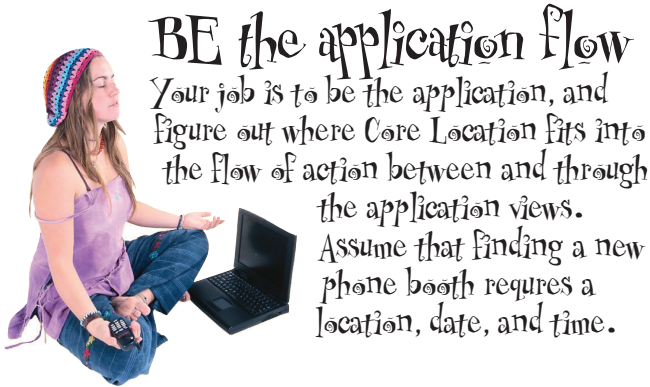 BE the application flow
Your job is to be the application, and
figure out where Core Location fits into
the flow of action between and through
the application views.
Assume that finding a new
phone booth requres a
location, date, and time.